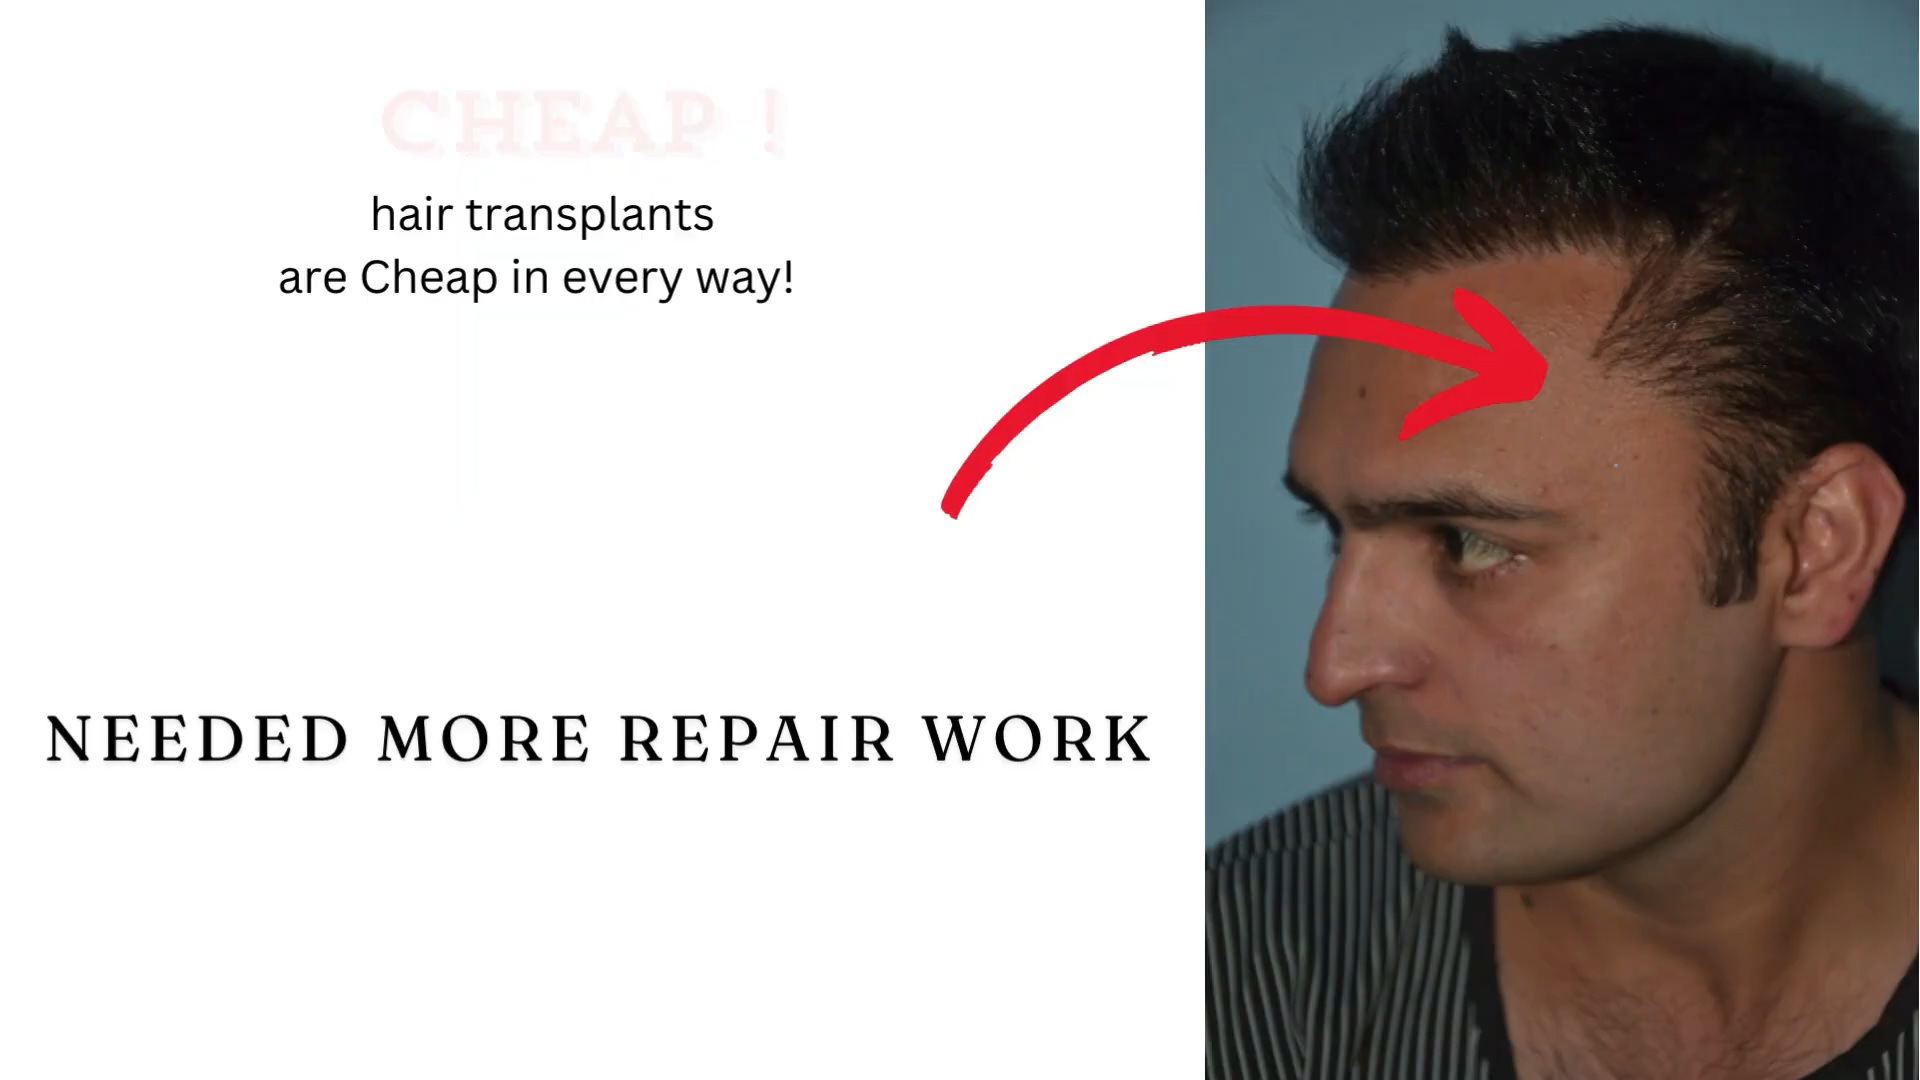 CHEAP !
hair transplants
are Cheap in every way!
NEEDED MORE REPAIR WORK